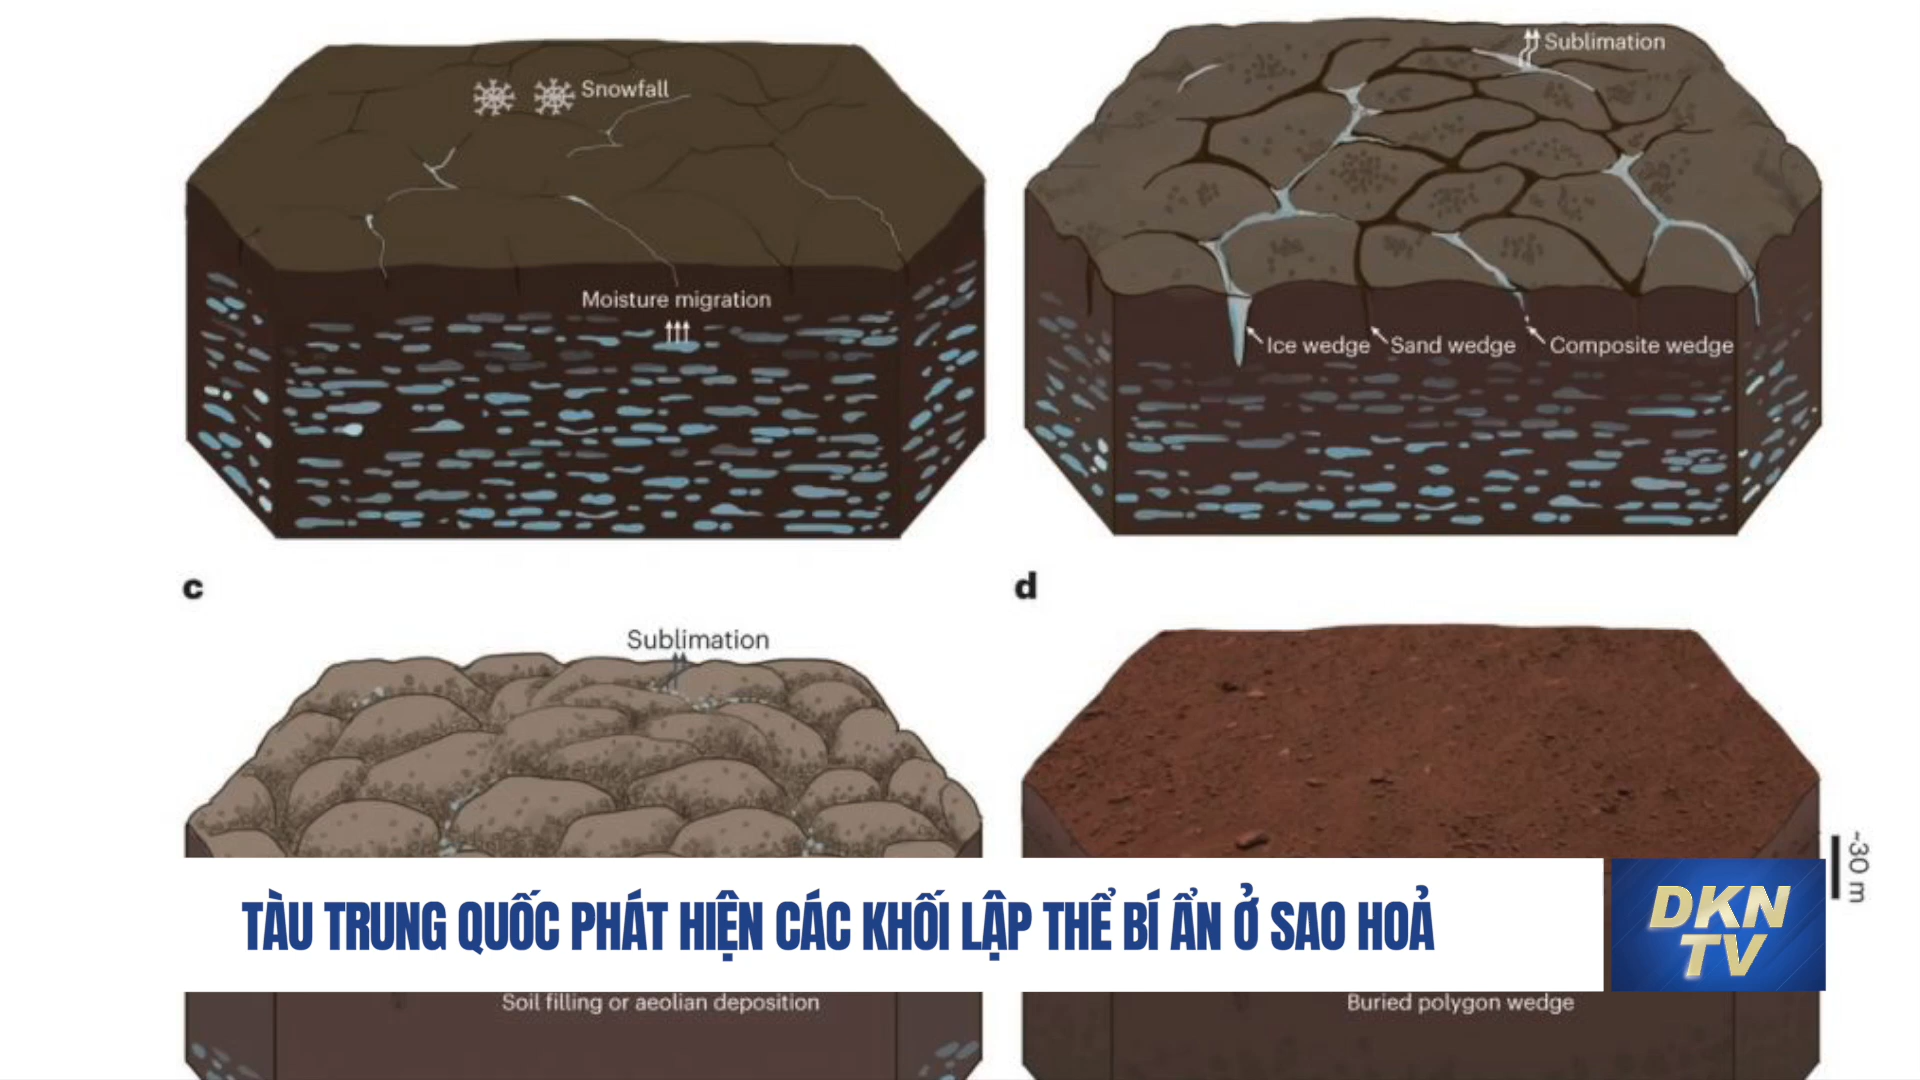 Snowfall
Moisture migration
Sublimation
Ice wedge
Sand wedge
Composite wedge
c
d
Sublimation
~30 m
TÀU TRUNG QUỐC PHÁT HIỆN CÁC KHỐI LẬP THỂ BÍ ẨN Ở SAO HOẢ
DKN
TV
Soil filling or aeolian deposition
Buried polygon wedge